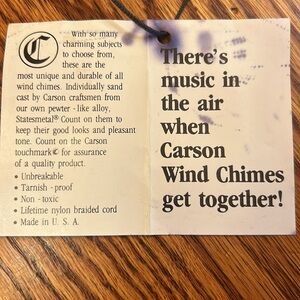 C
With so many
charming subjects
to choose from,
these are the
most unique and durable of all
wind chimes. Individually sand
cast by Carson craftsmen from
our own pewter - like alloy,
Statesmetal® Count on them to
keep their good looks and pleasant
tone. Count on the Carson
touchmark C for assurance
of a quality product.
• Unbreakable
• Tarnish - proof
• Non - toxic
• Lifetime nylon braided cord
• Made in U. S. A.
There's
music in
the air
when
Carson
Wind Chimes
get together!